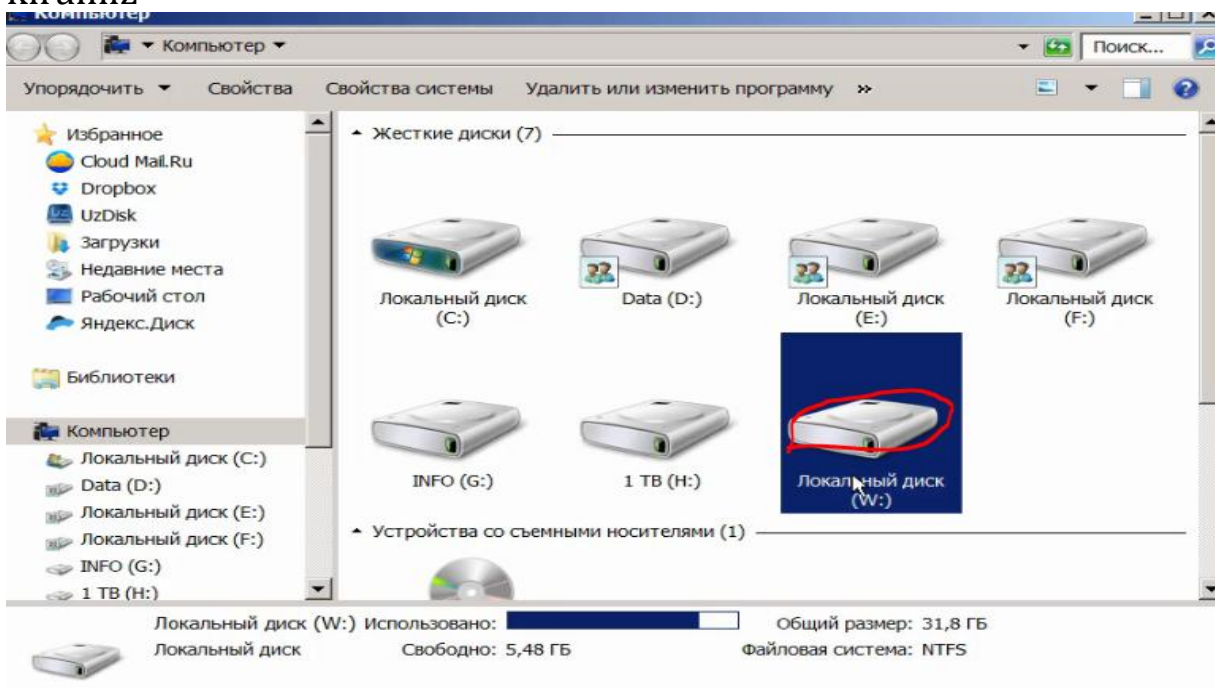 kiramiz
Компьютер
Компьютер
Поиск...
Упорядочить Свойства Свойства системы Удалить или изменить программу »
Избранное
Cloud Mail.Ru
Dropbox
UzDisk
Загрузки
Недавние места
Рабочий стол
Яндекс.Диск
Библиотеки
Компьютер
Локальный диск (C:)
Data (D:)
Локальный диск (E:)
Локальный диск (F:)
INFO (G:)
1 TB (H:)
Жесткие диски (7)
Локальный диск
(C:)
Data (D:)
Локальный диск
(E:)
Локальный диск
(F:)
INFO (G:)
1 TB (H:)
Локальный диск
(W:)
Устройства со съемными носителями (1)
Локальный диск (W:) Использовано: Общий размер: 31,8 ГБ
Локальный диск Свободно: 5,48 ГБ Файловая система: NTFS